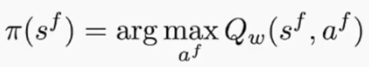 π(s^f) = arg max_{a^f} Q_w(s^f, a^f)